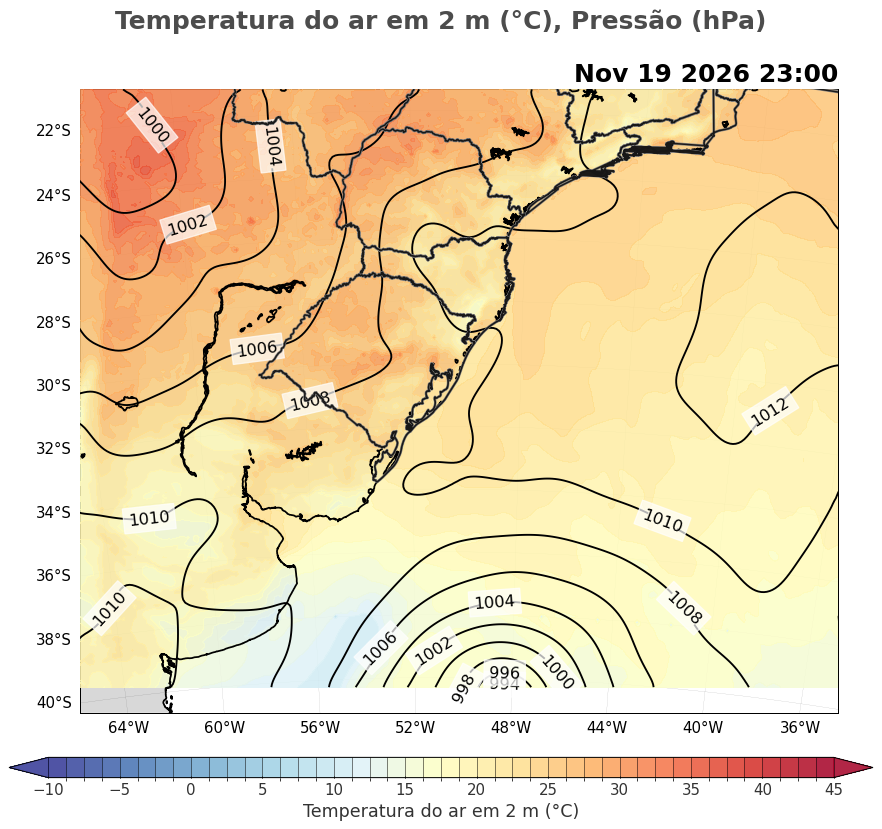 Temperatura do ar em 2 m (°C), Pressão (hPa)
Nov 19 2026 23:00
22°S
24°S
26°S
28°S
30°S
32°S
34°S
36°S
38°S
40°S
1000
1004
1002
1006
1008
1012
1010
1010
1010
1004
1008
1006
1002
996
1000
998
994
64°W
60°W
56°W
52°W
48°W
44°W
40°W
36°W
−10 −5 0 5 10 15 20 25 30 35 40 45
Temperatura do ar em 2 m (°C)